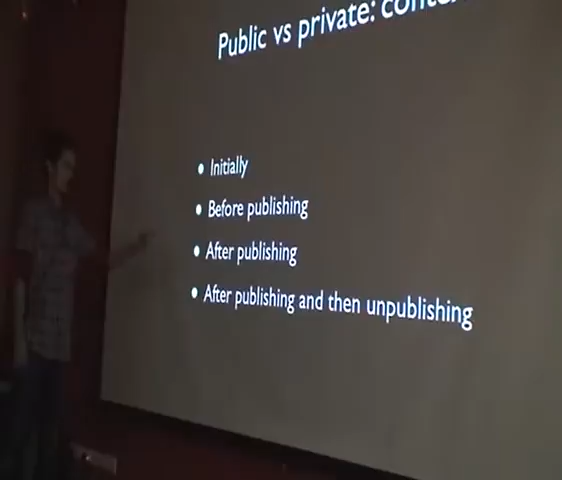 Public vs private:
• Initially
• Before publishing
• After publishing
• After publishing and then unpublishing